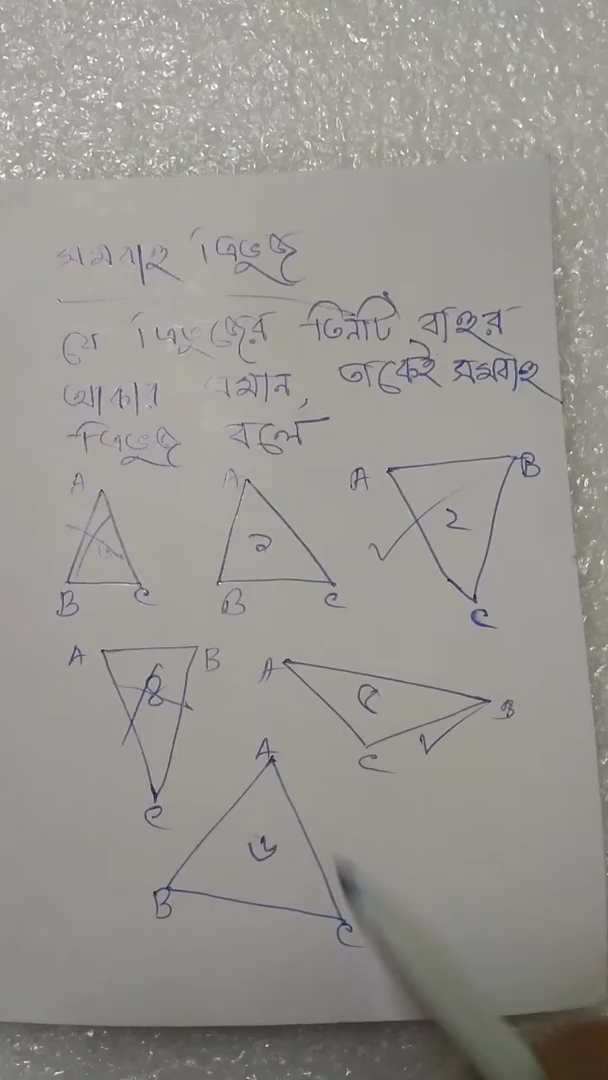 সমবাহু ত্রিভুজ
যে ত্রিভুজের তিনটি বাহুর
আকার সমান, তাকেই সমবাহু
ত্রিভুজ বলে
A
B C
A
২
B C
A B
২
C
A B
৪
C
A
৫
B
C
A
৬
B
C